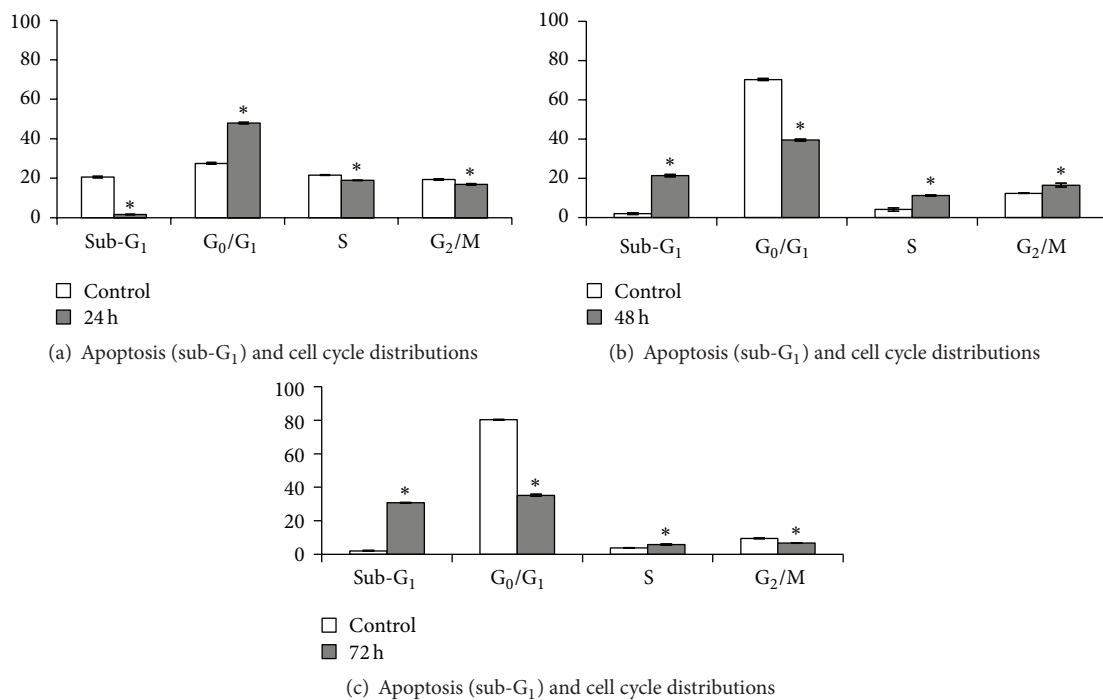 100
80
60
40
20
0
* * * *
Sub-G₁ G₀/G₁ S G₂/M
Control
24 h
(a) Apoptosis (sub-G₁) and cell cycle distributions
100
80
60
40
20
0
* * * *
Sub-G₁ G₀/G₁ S G₂/M
Control
48 h
(b) Apoptosis (sub-G₁) and cell cycle distributions
100
80
60
40
20
0
* * * *
Sub-G₁ G₀/G₁ S G₂/M
Control
72 h
(c) Apoptosis (sub-G₁) and cell cycle distributions